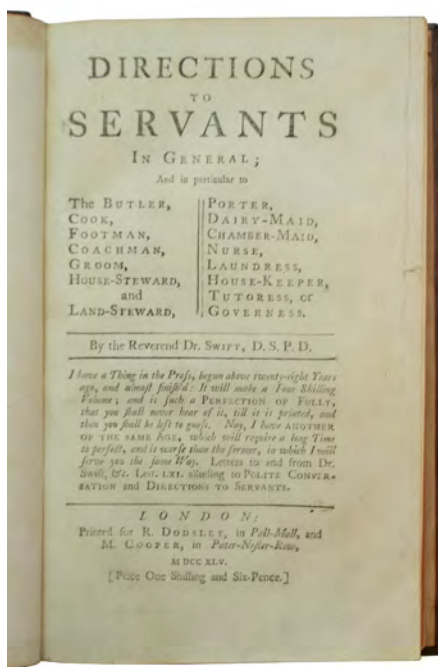 DIRECTIONS
TO
SERVANTS
IN GENERAL;
And in particular to
The BUTLER,
COOK,
FOOTMAN,
COACHMAN,
GROOM,
HOUSE-STEWARD,
and
LAND-STEWARD,
PORTER,
DAIRY-MAID,
CHAMBER-MAID,
NURSE,
LAUNDRESS,
HOUSE-KEEPER,
TUTORESS, or
GOVERNESS.
By the Reverend Dr. SWIFT, D. S. P. D.
I have a Thing in the Preſs, begun above twenty-eight Years
ago, and almoſt finiſh'd: It will make a Four Shilling
Volume; and is ſuch a PERFECTION OF FOLLY,
that you ſhall never hear of it, till it is printed, and
then you ſhall be left to gueſs. Nay, I have ANOTHER
OF THE SAME AGE, which will require a long Time
to perfect, and is worſe than the former, in which I will
ſerve you the ſame Way. Letters to and from Dr.
Swift, &c. Lett. LXI. alluding to POLITE CONVER-
SATION and DIRECTIONS TO SERVANTS.
LONDON:
Printed for R. DODSLEY, in Pall-Mall, and
M. COOPER, in Pater-Noſter-Row,
M DCC XLV.
[Price One Shilling and Six-Pence.]